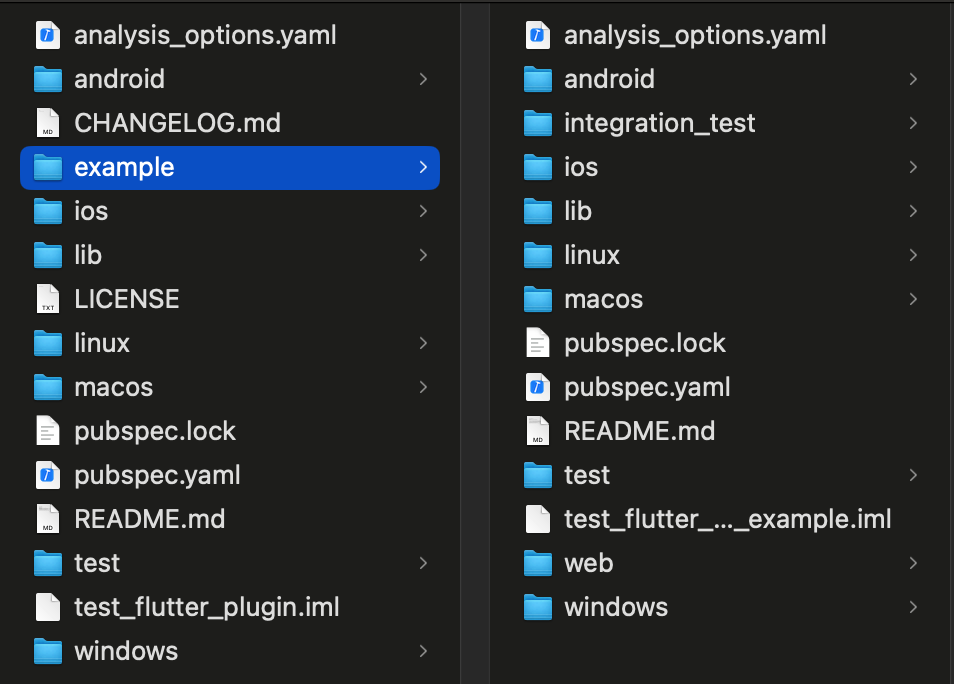 analysis_options.yaml
android
CHANGELOG.md
example
ios
lib
LICENSE
linux
macos
pubspec.lock
pubspec.yaml
README.md
test
test_flutter_plugin.iml
windows
analysis_options.yaml
android
integration_test
ios
lib
linux
macos
pubspec.lock
pubspec.yaml
README.md
test
test_flutter_..._example.iml
web
windows